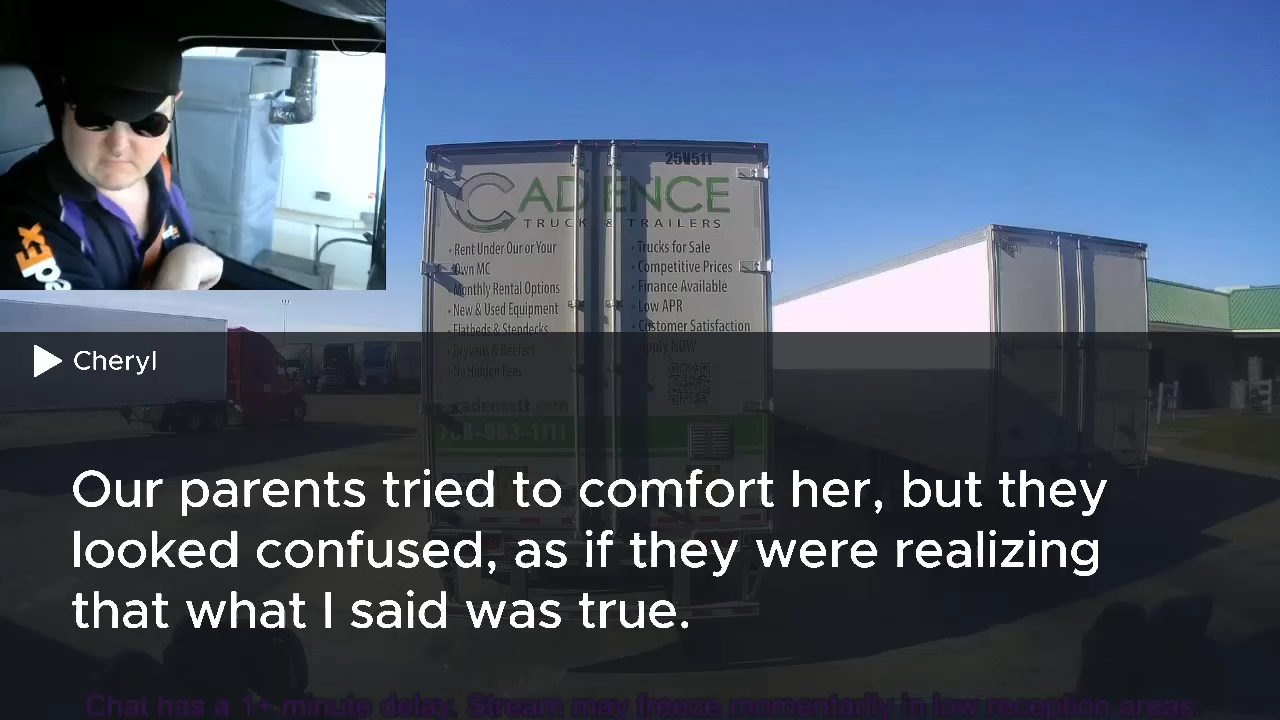 25V511
CADENCE
TRUCK & TRAILERS
• Rent Under Our or Your
Own MC
• Monthly Rental Options
• New & Used Equipment
• Flatbeds & Stepdecks
• Dryvans & Reefers
• No Hidden Fees
• Trucks for Sale
• Competitive Prices
• Finance Available
• Low APR
• Customer Satisfaction
Apply NOW
cadencett.com
FedEx
Cheryl
Our parents tried to comfort her, but they
looked confused, as if they were realizing
that what I said was true.
Chat has a 1+ minute delay. Stream may freeze momentarily in low reception areas